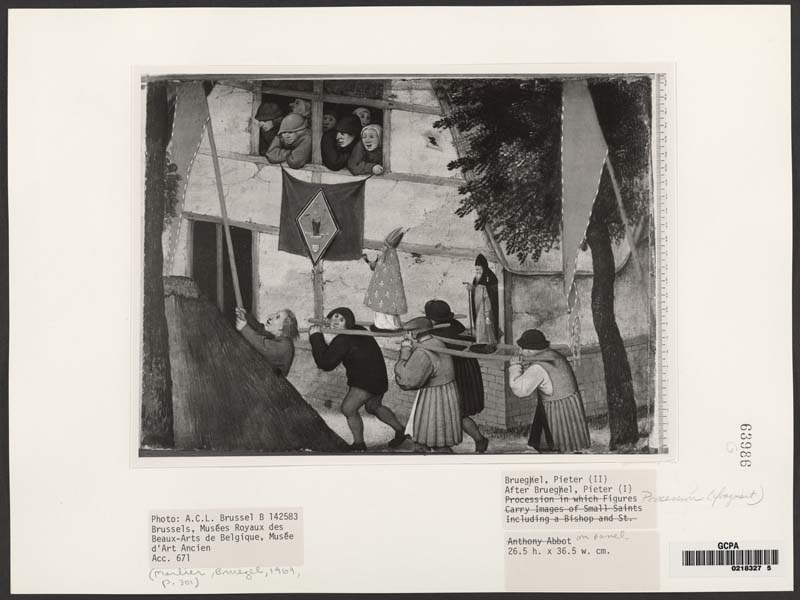 63986
Brueghel, Pieter (II)
After Brueghel, Pieter (I)
Procession in which Figures
Carry Images of Small Saints
Including a Bishop and St.
Procession (fragment)
Anthony Abbot on panel
26.5 h. x 36.5 w. cm.
Photo: A.C.L. Brussel B 142583
Brussels, Musées Royaux des
Beaux-Arts de Belgique, Musée
d'Art Ancien
Acc. 671
(Marlier, Bruegel, 1969,
p. 301)
GCPA
0218327 5